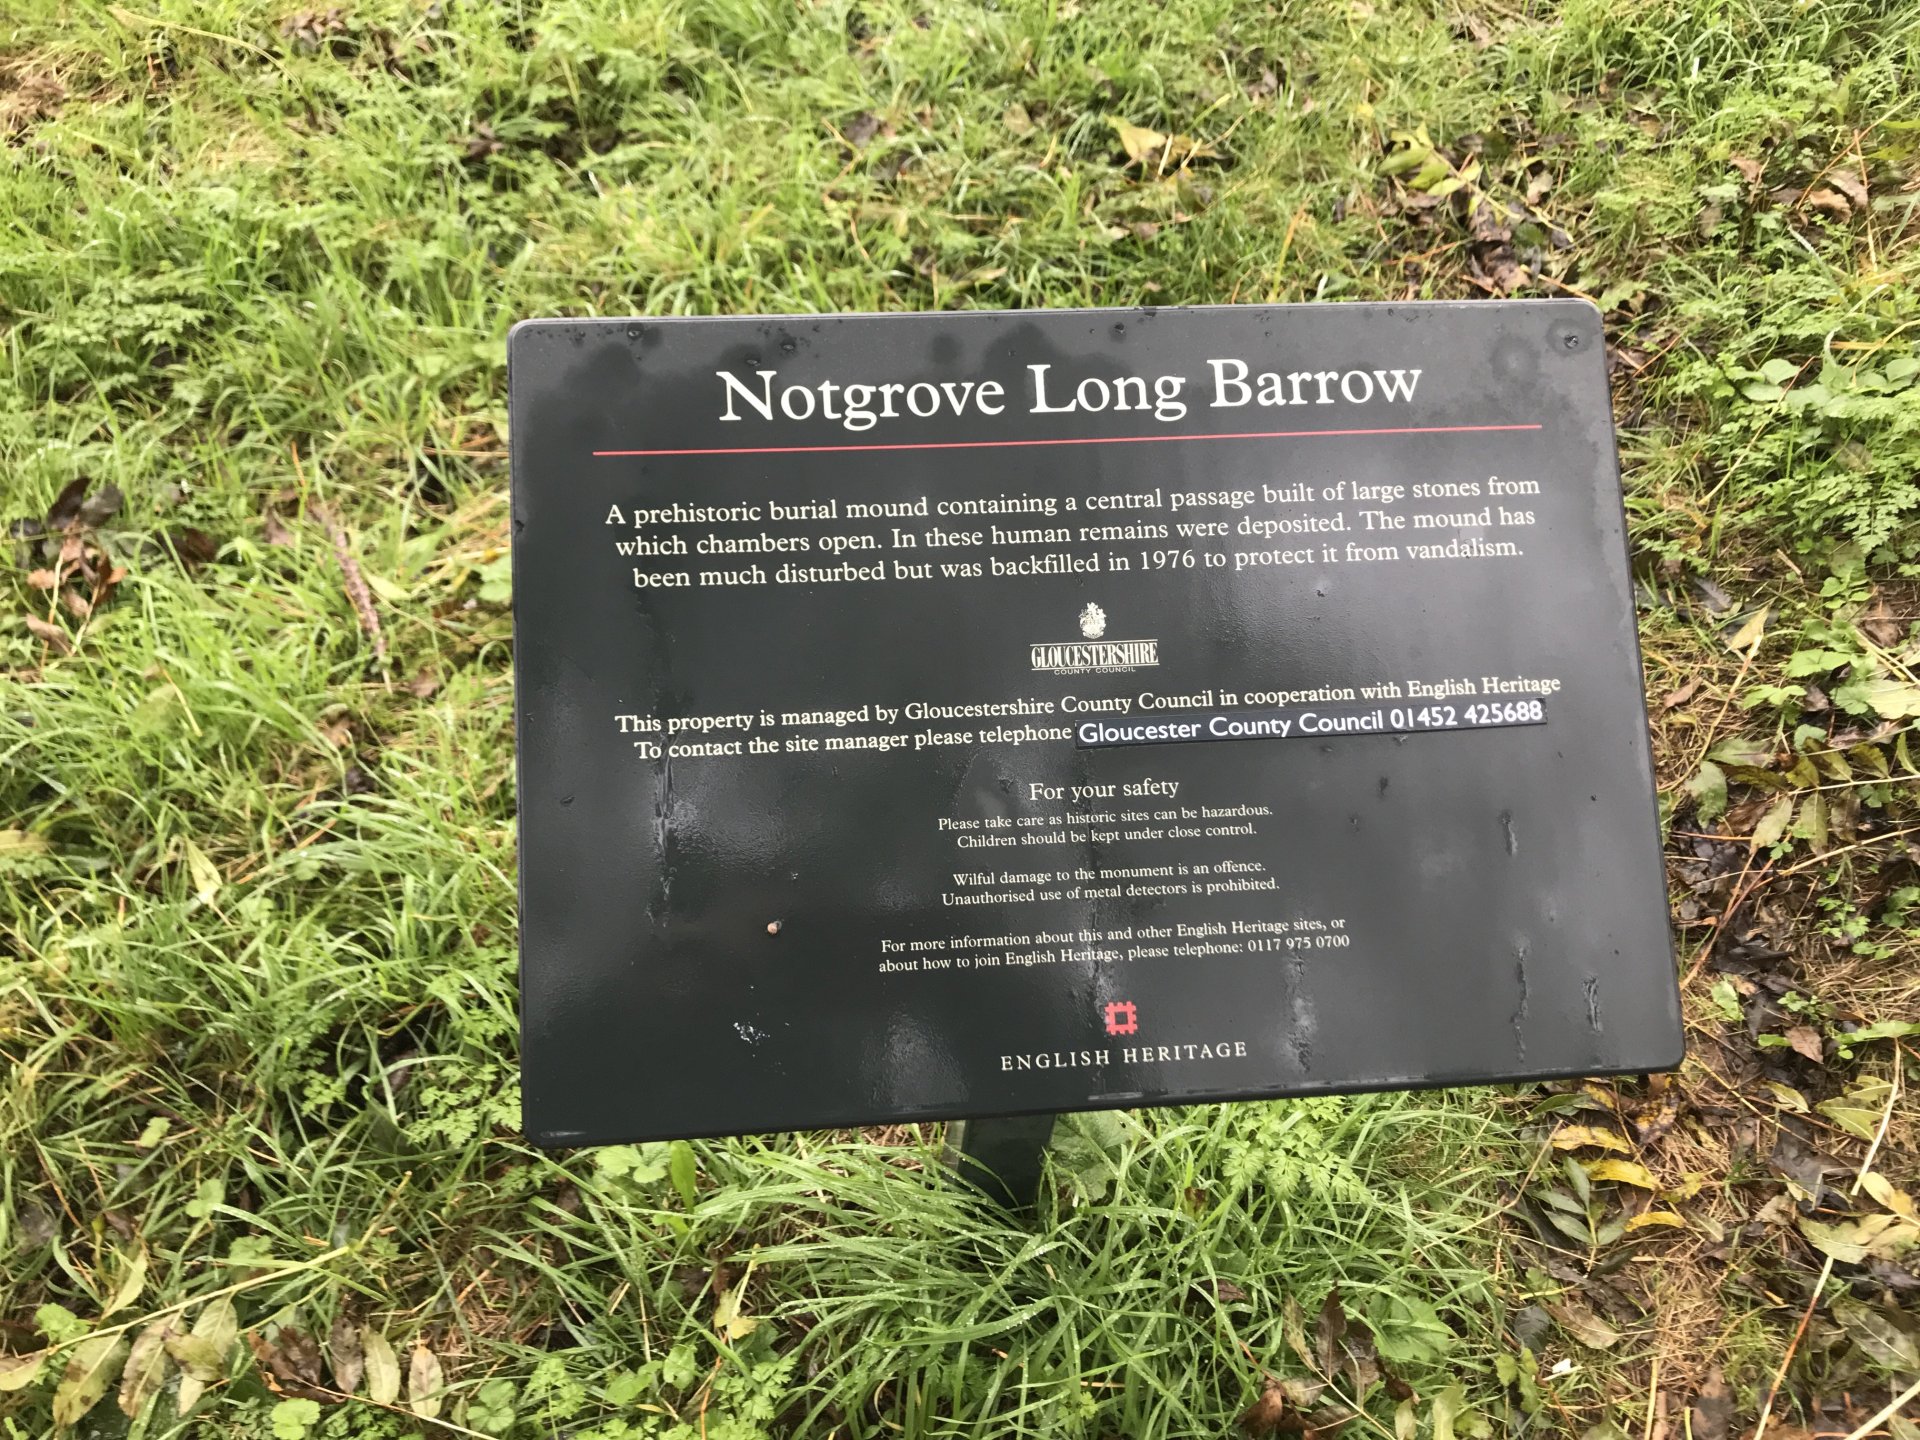 Notgrove Long Barrow
A prehistoric burial mound containing a central passage built of large stones from
which chambers open. In these human remains were deposited. The mound has
been much disturbed but was backfilled in 1976 to protect it from vandalism.
GLOUCESTERSHIRE
COUNTY COUNCIL
This property is managed by Gloucestershire County Council in cooperation with English Heritage
To contact the site manager please telephone Gloucester County Council 01452 425688
For your safety
Please take care as historic sites can be hazardous.
Children should be kept under close control.
Wilful damage to the monument is an offence.
Unauthorised use of metal detectors is prohibited.
For more information about this and other English Heritage sites, or
about how to join English Heritage, please telephone: 0117 975 0700
ENGLISH HERITAGE